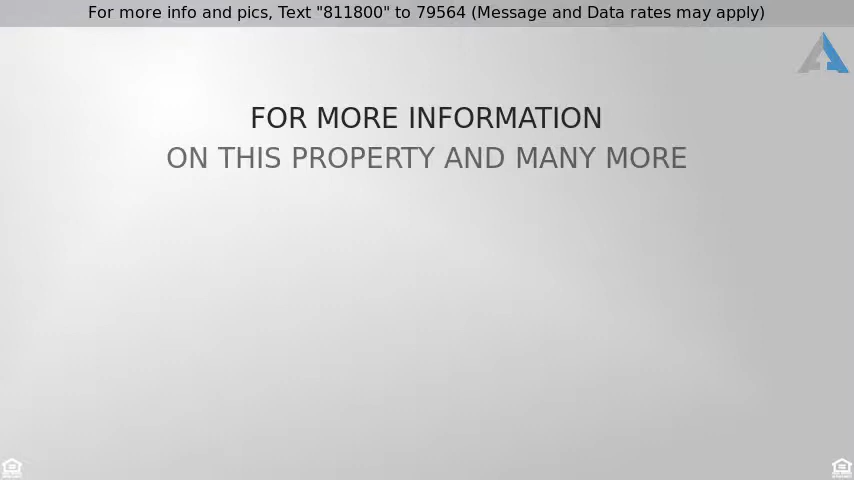 For more info and pics, Text "811800" to 79564 (Message and Data rates may apply)
FOR MORE INFORMATION
ON THIS PROPERTY AND MANY MORE